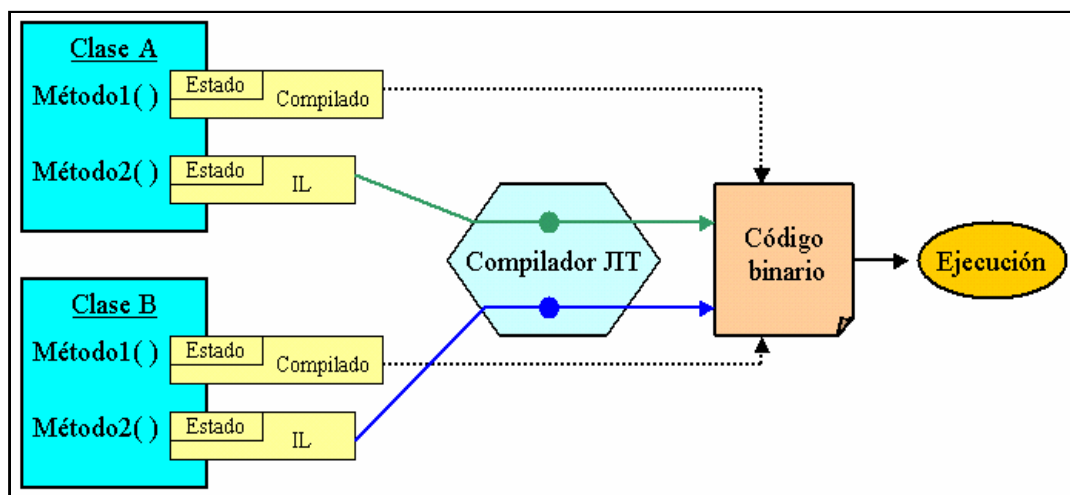 Clase A
Método1( )
Estado
Compilado
Método2( )
Estado
IL
Compilador JIT
Código
binario
Ejecución
Clase B
Método1( )
Estado
Compilado
Método2( )
Estado
IL